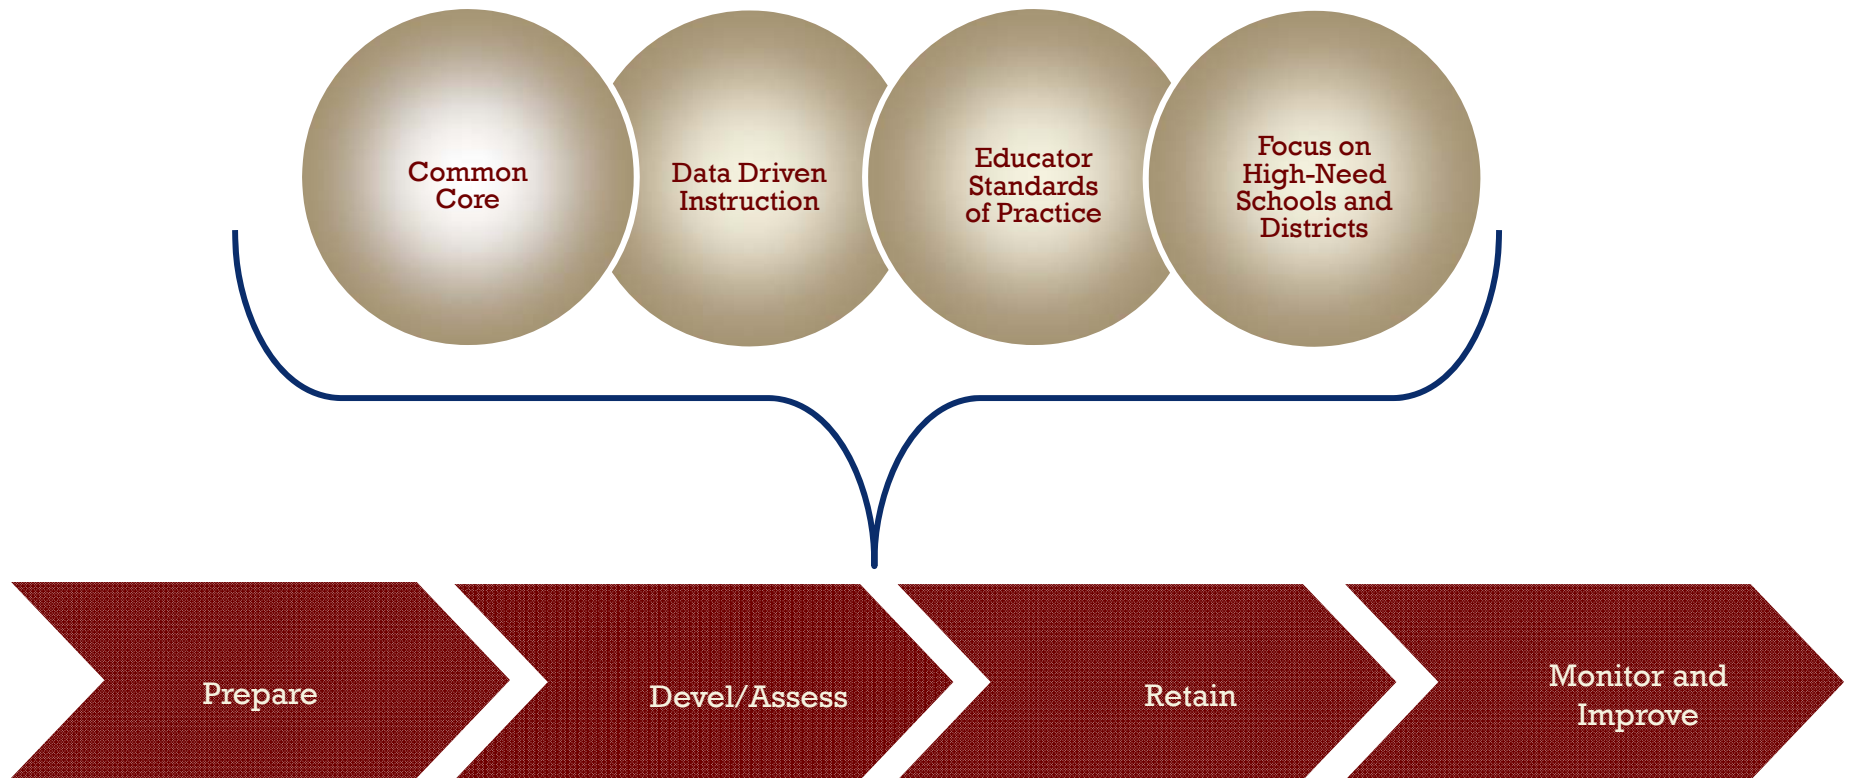 Common
Core
Data Driven
Instruction
Educator
Standards
of Practice
Focus on
High-Need
Schools and
Districts
Prepare
Devel/Assess
Retain
Monitor and
Improve